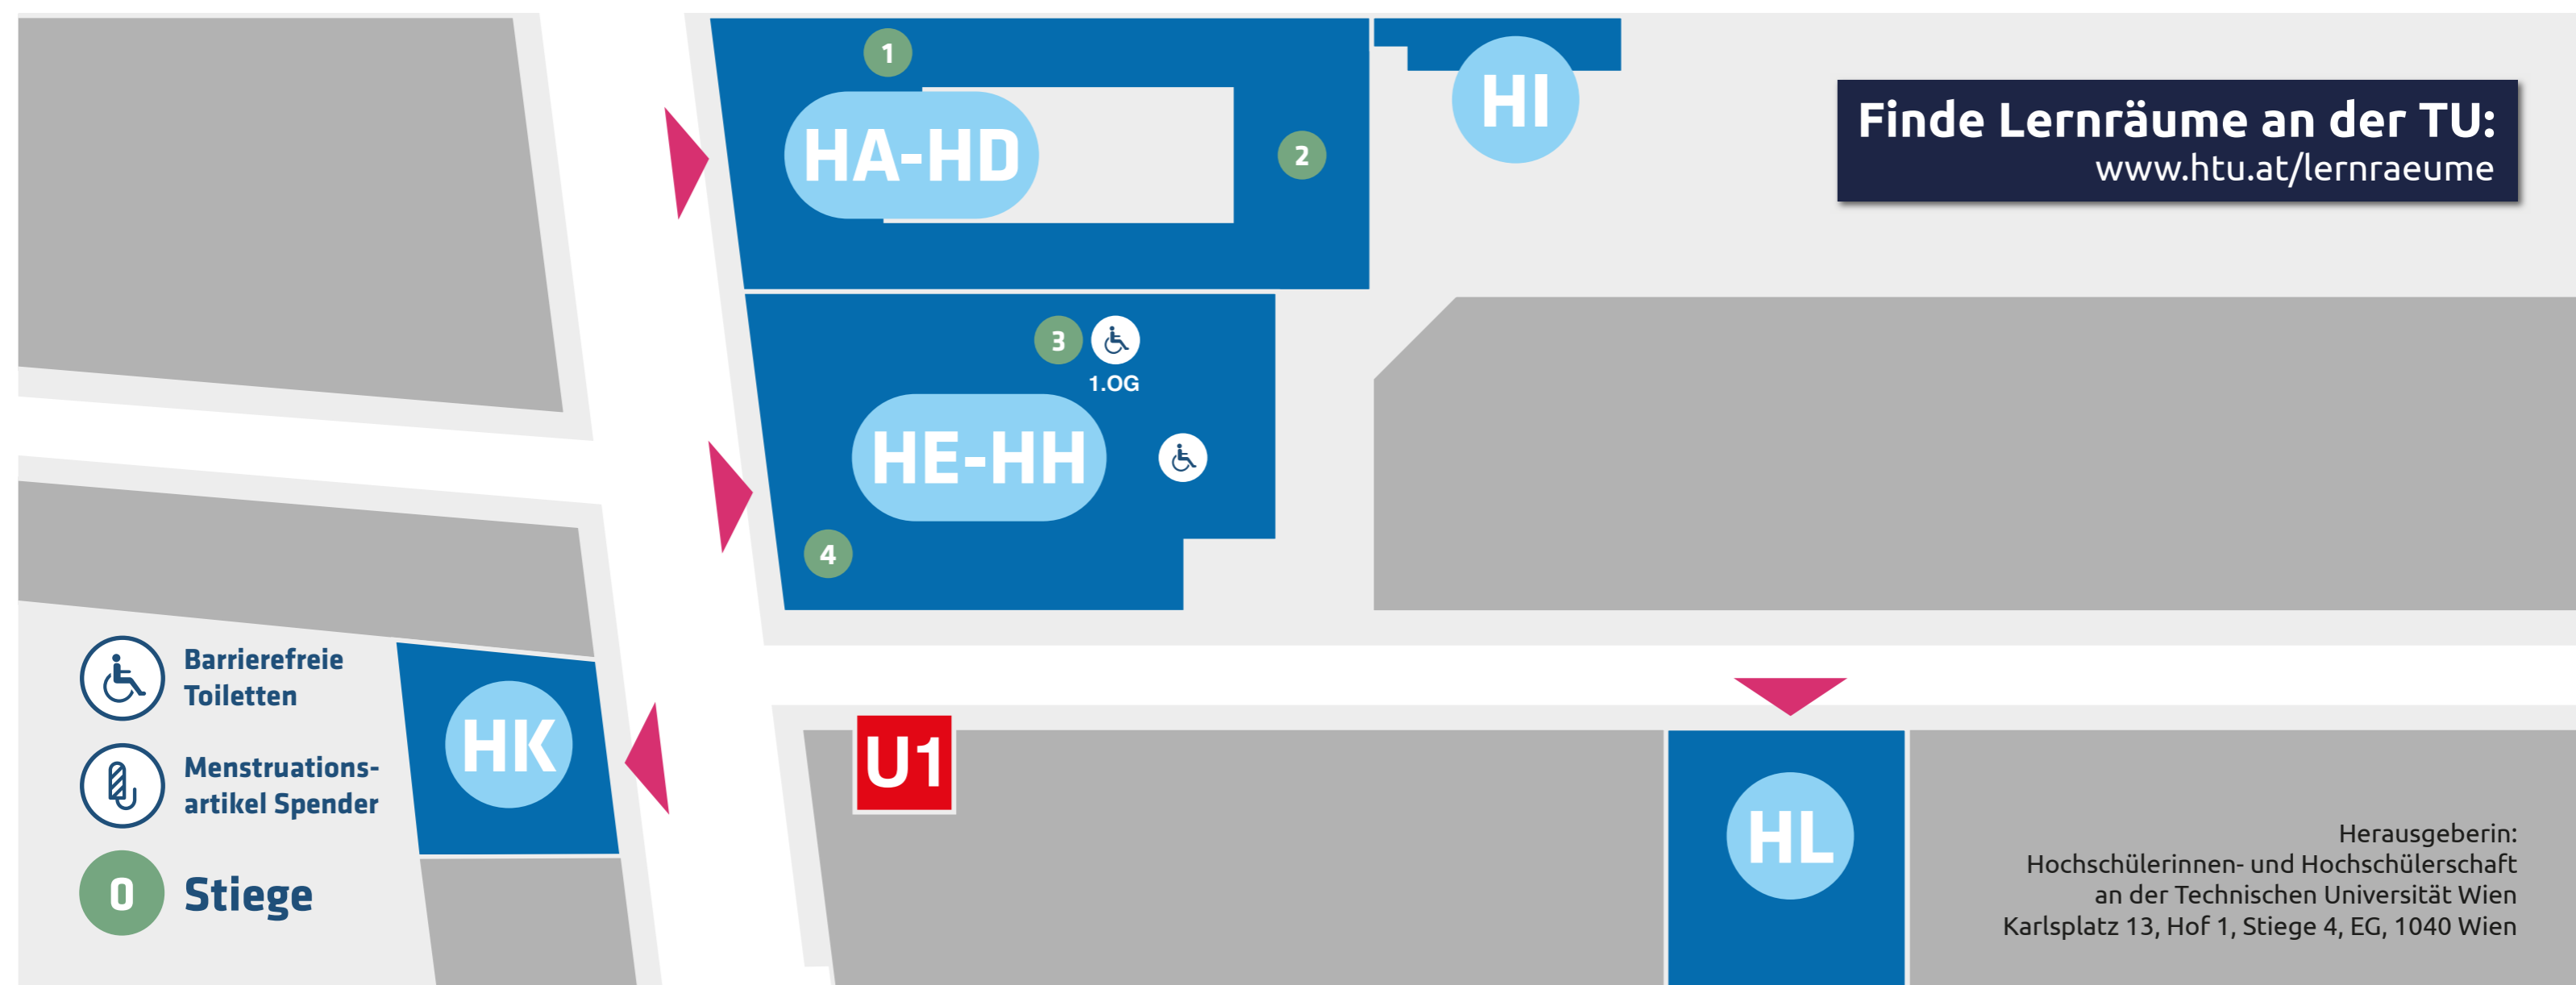 1
HA-HD
2
HI
Finde Lernräume an der TU:
www.htu.at/lernraeume
3
1.OG
HE-HH
4
Barrierefreie
Toiletten
Menstruations-
artikel Spender
0
Stiege
HK
U1
HL
Herausgeberin:
Hochschülerinnen- und Hochschülerschaft
an der Technischen Universität Wien
Karlsplatz 13, Hof 1, Stiege 4, EG, 1040 Wien